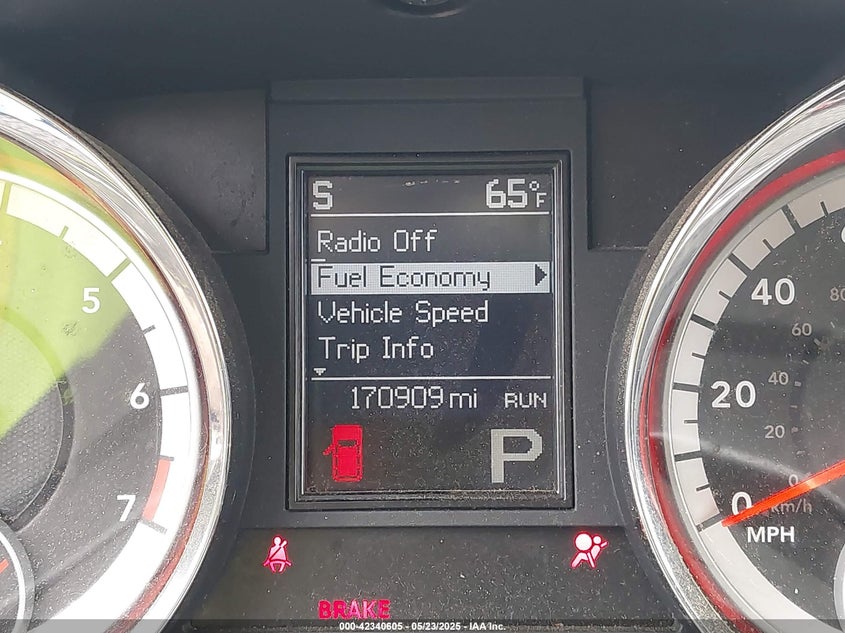 S 65°F
Radio Off
Fuel Economy
Vehicle Speed
Trip Info
170909 mi RUN
P
5
6
7
40
20
0
MPH
80
60
40
20
0
km/h
BRAKE
000-42340605 - 05/23/2025 - IAA Inc.